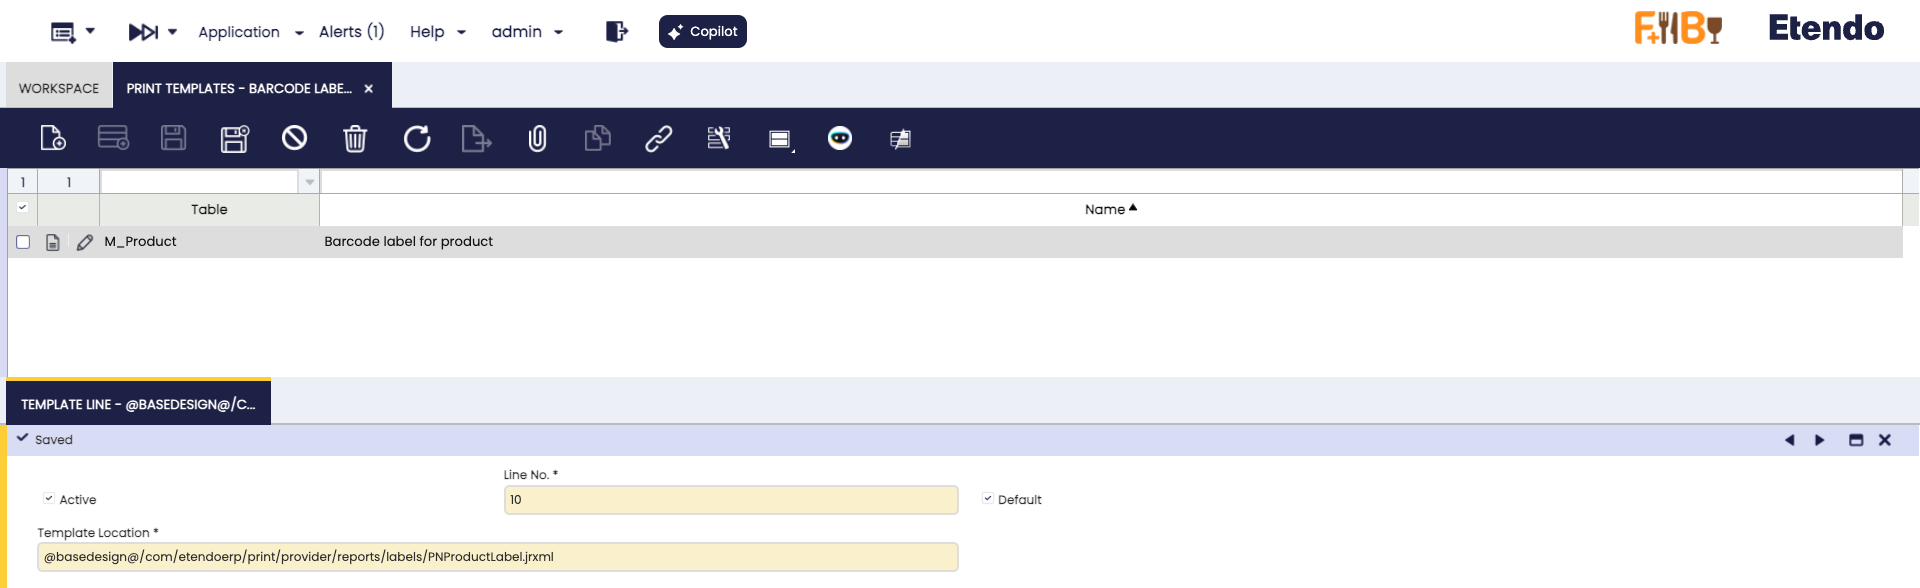 Application Alerts (1) Help admin Copilot F+B Etendo
WORKSPACE PRINT TEMPLATES - BARCODE LABE...
1 1
Table Name
M_Product Barcode label for product
TEMPLATE LINE - @BASEDESIGN@/C...
Saved
Line No. *
Active 10 Default
Template Location *
@basedesign@/com/etendoerp/print/provider/reports/labels/PNProductLabel.jrxml